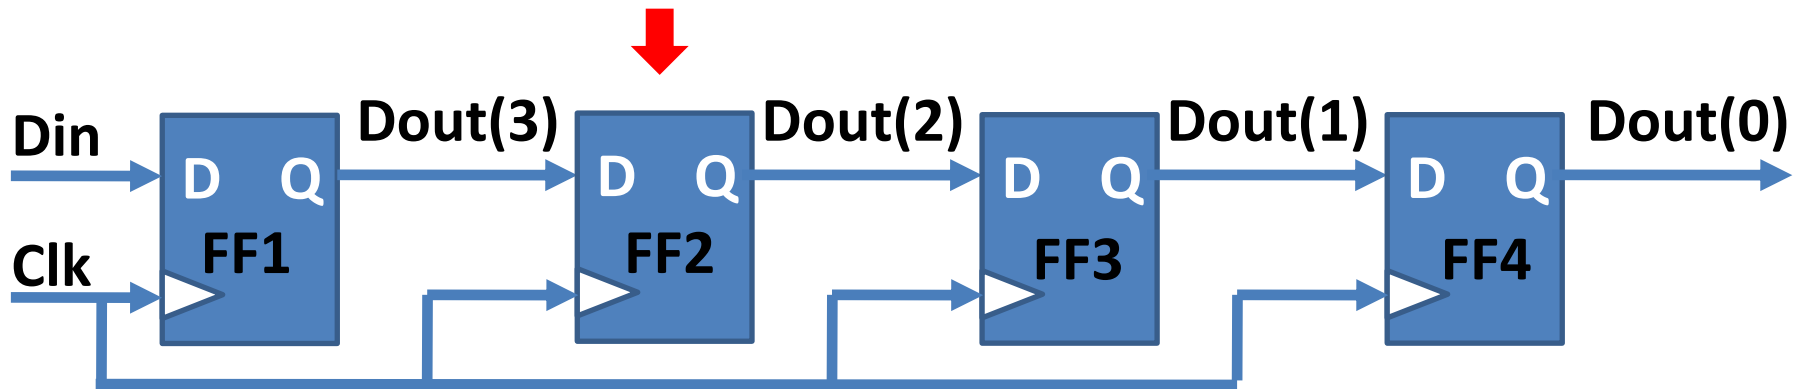 Din
Clk
D Q
FF1
Dout(3)
D Q
FF2
Dout(2)
D Q
FF3
Dout(1)
D Q
FF4
Dout(0)